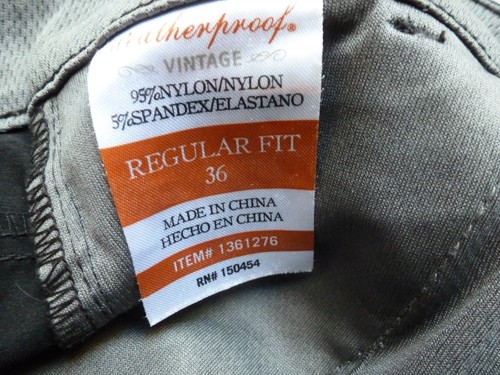 Weatherproof®
VINTAGE
95%NYLON/NYLON
5%SPANDEX/ELASTANO
REGULAR FIT
36
MADE IN CHINA
HECHO EN CHINA
ITEM# 1361276
RN# 150454